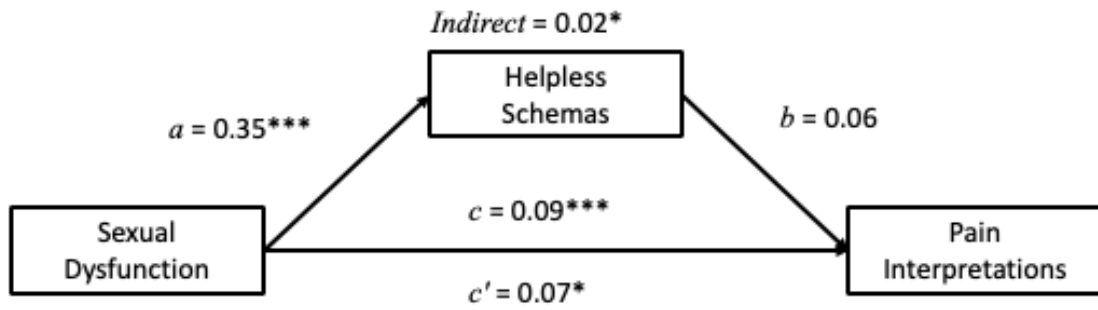 Indirect = 0.02*
Helpless
Schemas
a = 0.35***
b = 0.06
c = 0.09***
Sexual
Dysfunction
Pain
Interpretations
c' = 0.07*